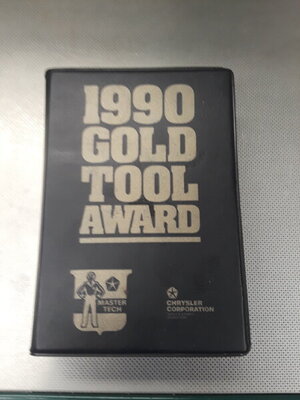 1990
GOLD
TOOL
AWARD
MASTER
TECH
CHRYSLER
CORPORATION